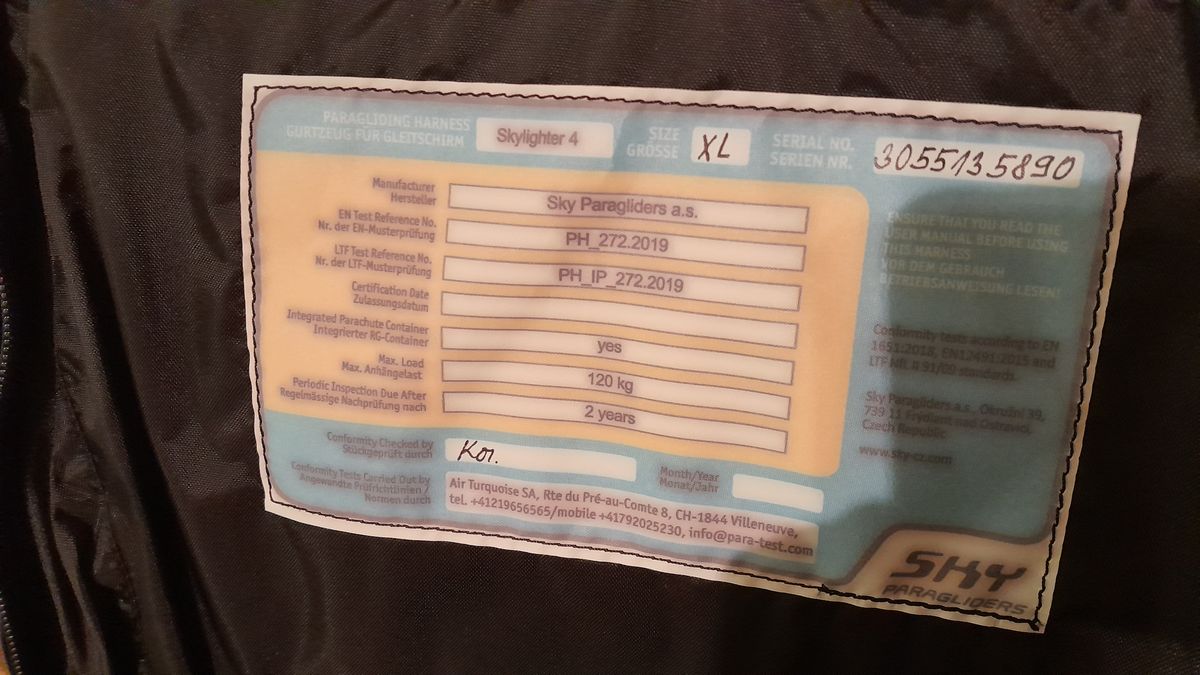 PARAGLIDING HARNESS
GURTZEUG FÜR GLEITSCHIRM
Skylighter 4
SIZE
GRÖSSE
XL
SERIAL NO.
SERIEN NR.
3055135890
Manufacturer
Hersteller
Sky Paragliders a.s.
EN Test Reference No.
Nr. der EN-Musterprüfung
PH_272.2019
LTF Test Reference No.
Nr. der LTF-Musterprüfung
PH_IP_272.2019
Certification Date
Zulassungsdatum
Integrated Parachute Container
Integrierter RG-Container
yes
Max. Load
Max. Anhängelast
120 kg
Periodic Inspection Due After
Regelmässige Nachprüfung nach
2 years
ENSURE THAT YOU READ THE
USER MANUAL BEFORE USING
THIS HARNESS
VOR DEM GEBRAUCH
BETRIEBSANWEISUNG LESEN!
Conformity tests according to EN
1651:2018, EN12491:2015 and
LTF NfL II 91/09 standards.
Sky Paragliders a.s., Okružní 39,
739 11 Frýdlant nad Ostravicí,
Czech Republic
www.sky-cz.com
Conformity Checked by
Stückgeprüft durch
Kor.
Month/Year
Monat/Jahr
Conformity Tests Carried Out by
Angewandte Prüfrichtlinien /
Normen durch
Air Turquoise SA, Rte du Pré-au-Comte 8, CH-1844 Villeneuve,
tel. +41219656565/mobile +41792025230, info@para-test.com
SKY
PARAGLIDERS